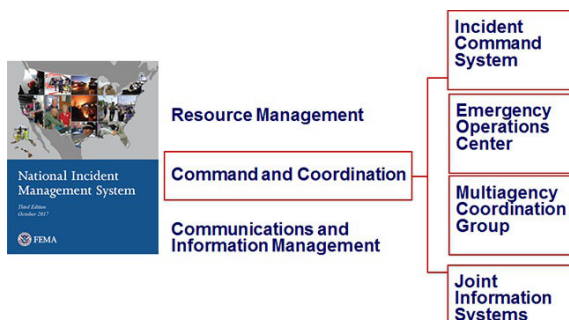 National Incident
Management System
Third Edition
October 2017
FEMA
Resource Management
Command and Coordination
Communications and
Information Management
Incident
Command
System
Emergency
Operations
Center
Multiagency
Coordination
Group
Joint
Information
Systems